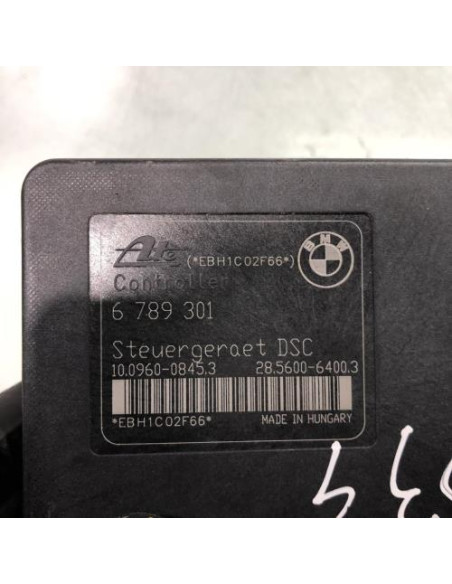 Ate (*EBH1C02F66*) BMW
Controller
6 789 301
Steuergeraet DSC
10.0960-0845.3 28.5600-6400.3
*EBH1C02F66* MADE IN HUNGARY